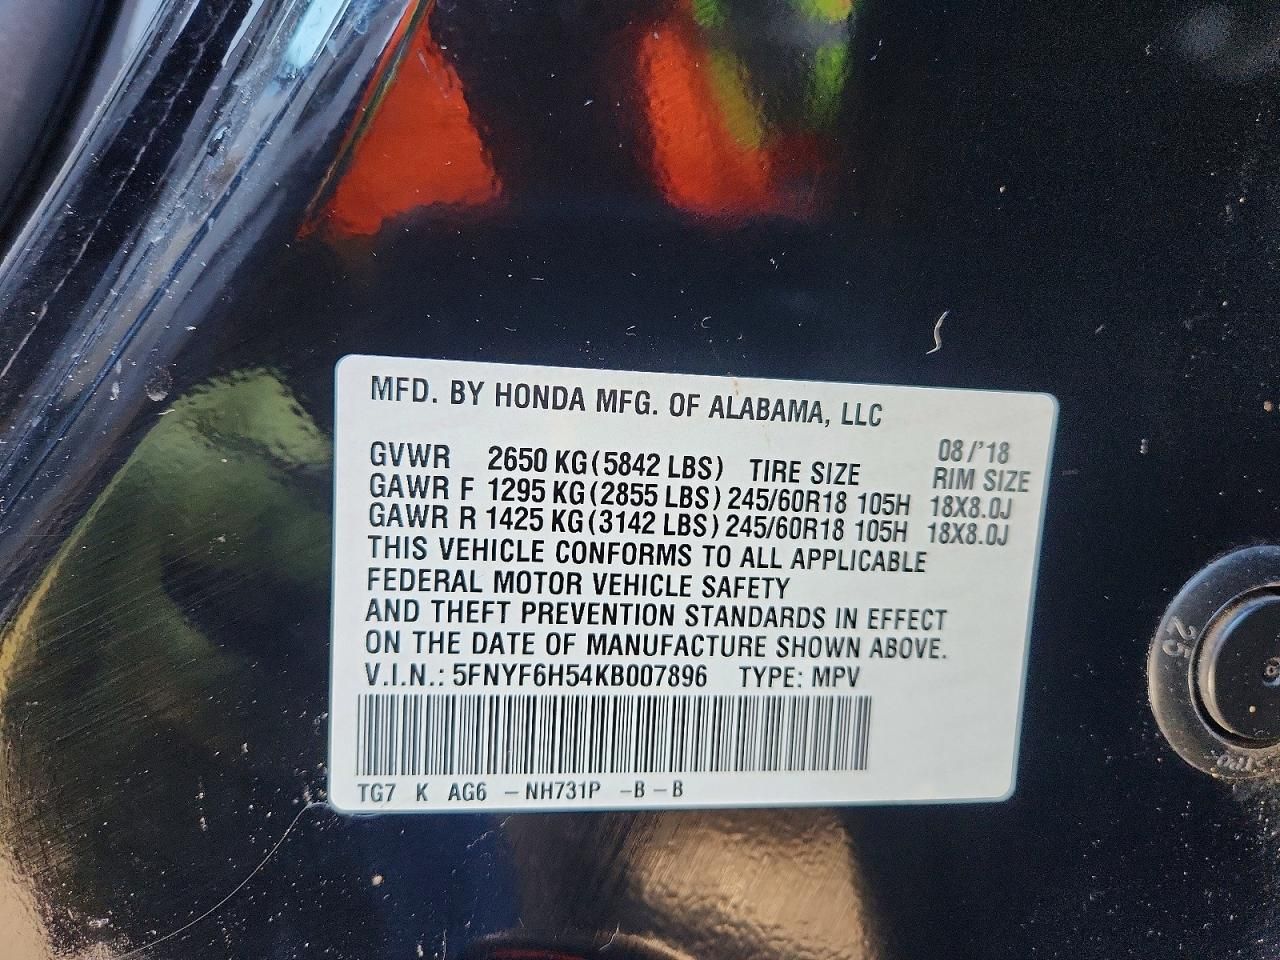 MFD. BY HONDA MFG. OF ALABAMA, LLC
08/'18
GVWR 2650 KG(5842 LBS) TIRE SIZE RIM SIZE
GAWR F 1295 KG(2855 LBS) 245/60R18 105H 18X8.0J
GAWR R 1425 KG(3142 LBS) 245/60R18 105H 18X8.0J
THIS VEHICLE CONFORMS TO ALL APPLICABLE
FEDERAL MOTOR VEHICLE SAFETY
AND THEFT PREVENTION STANDARDS IN EFFECT
ON THE DATE OF MANUFACTURE SHOWN ABOVE.
V.I.N.: 5FNYF6H54KB007896 TYPE: MPV
TG7 K AG6 -NH731P -B-B
25